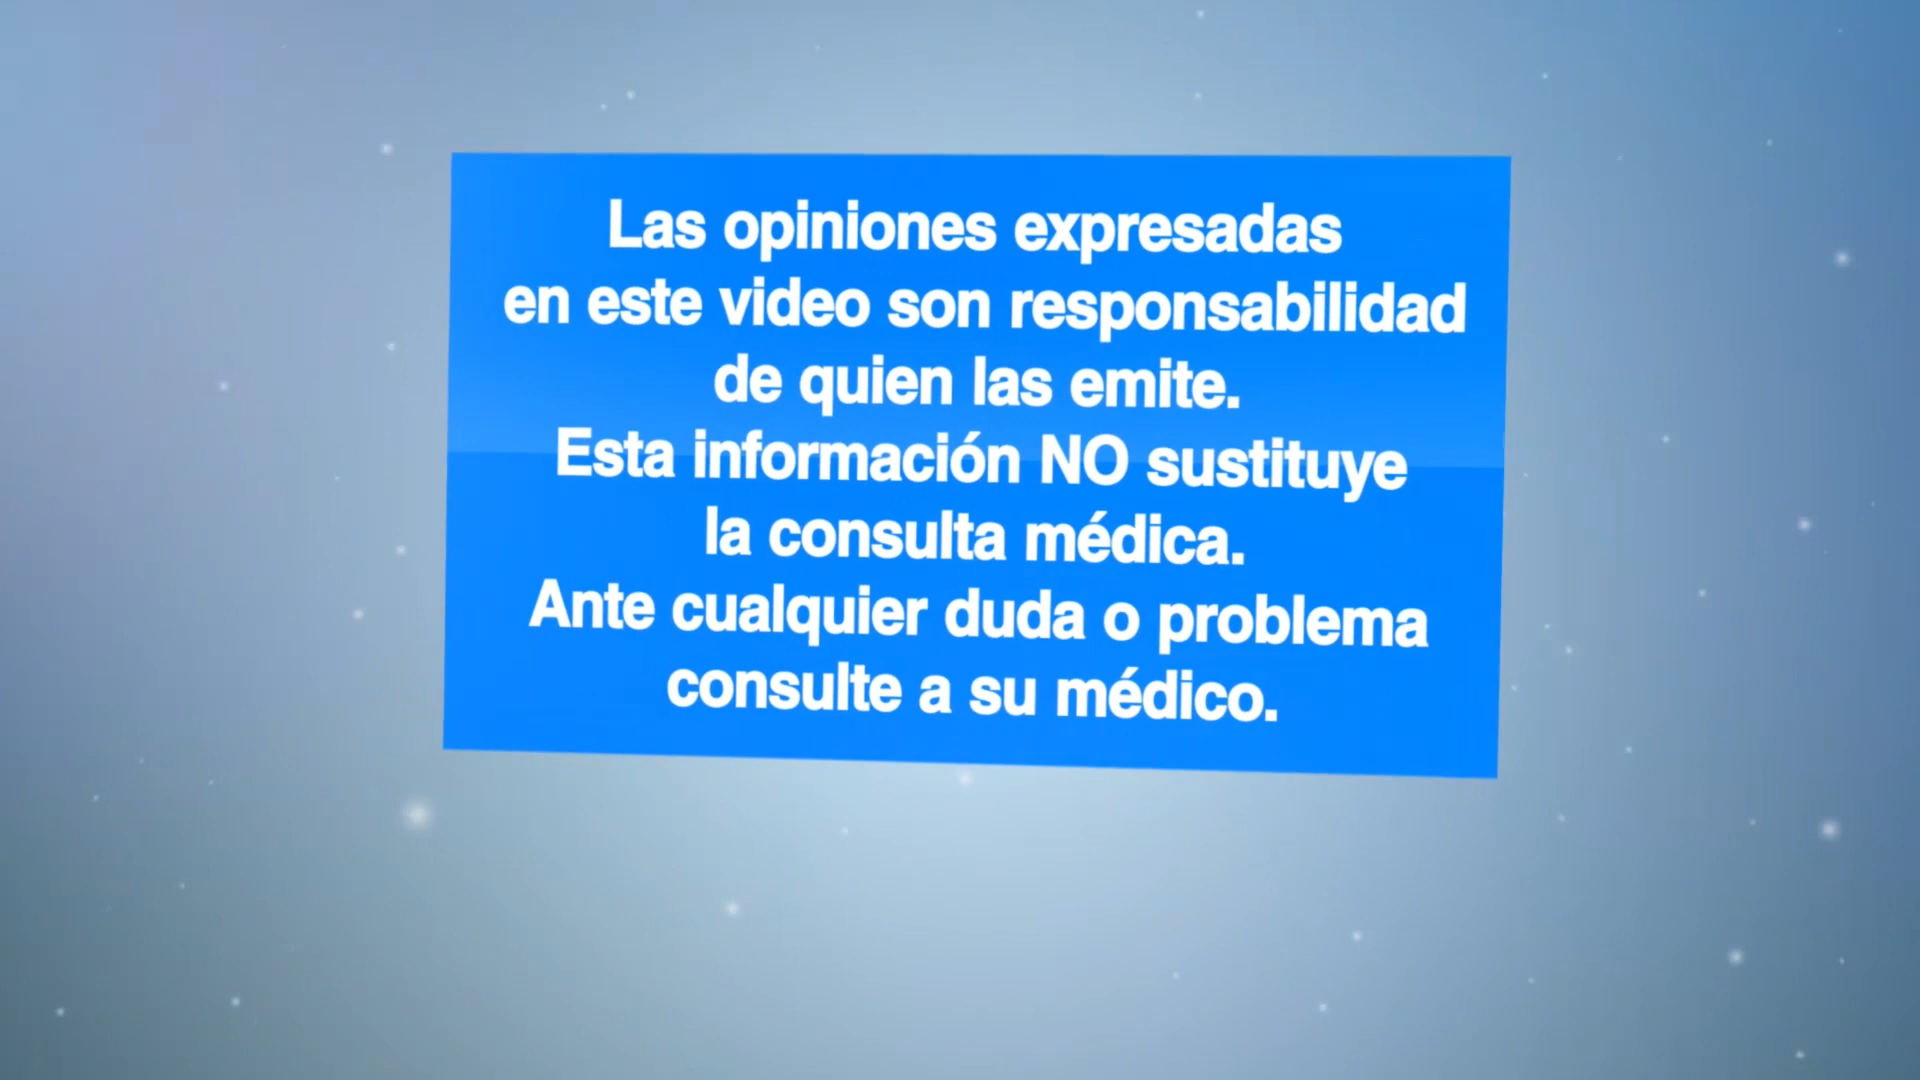 Las opiniones expresadas
en este video son responsabilidad
de quien las emite.
Esta información NO sustituye
la consulta médica.
Ante cualquier duda o problema
consulte a su médico.